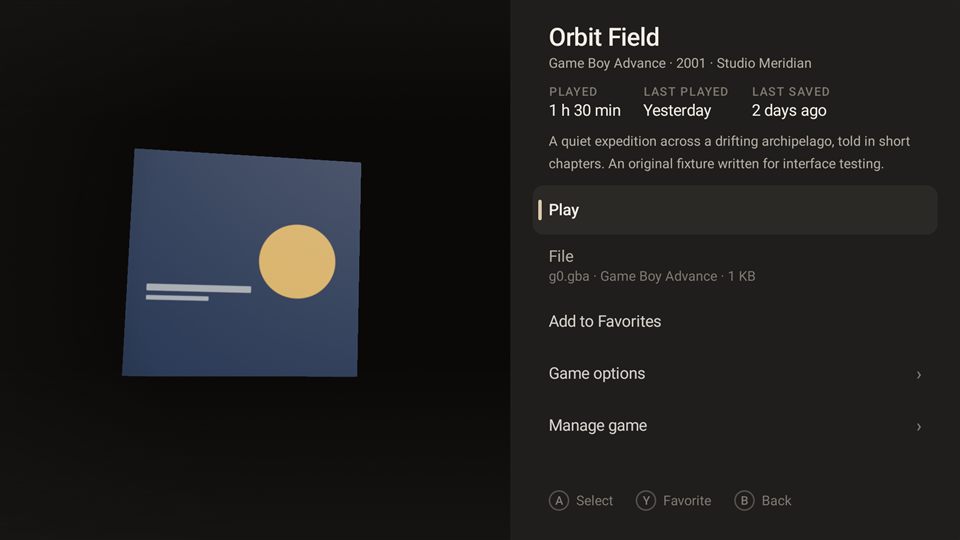 Orbit Field
Game Boy Advance · 2001 · Studio Meridian
PLAYED LAST PLAYED LAST SAVED
1 h 30 min Yesterday 2 days ago
A quiet expedition across a drifting archipelago, told in short
chapters. An original fixture written for interface testing.
Play
File
g0.gba · Game Boy Advance · 1 KB
Add to Favorites
Game options ›
Manage game ›
A Select Y Favorite B Back